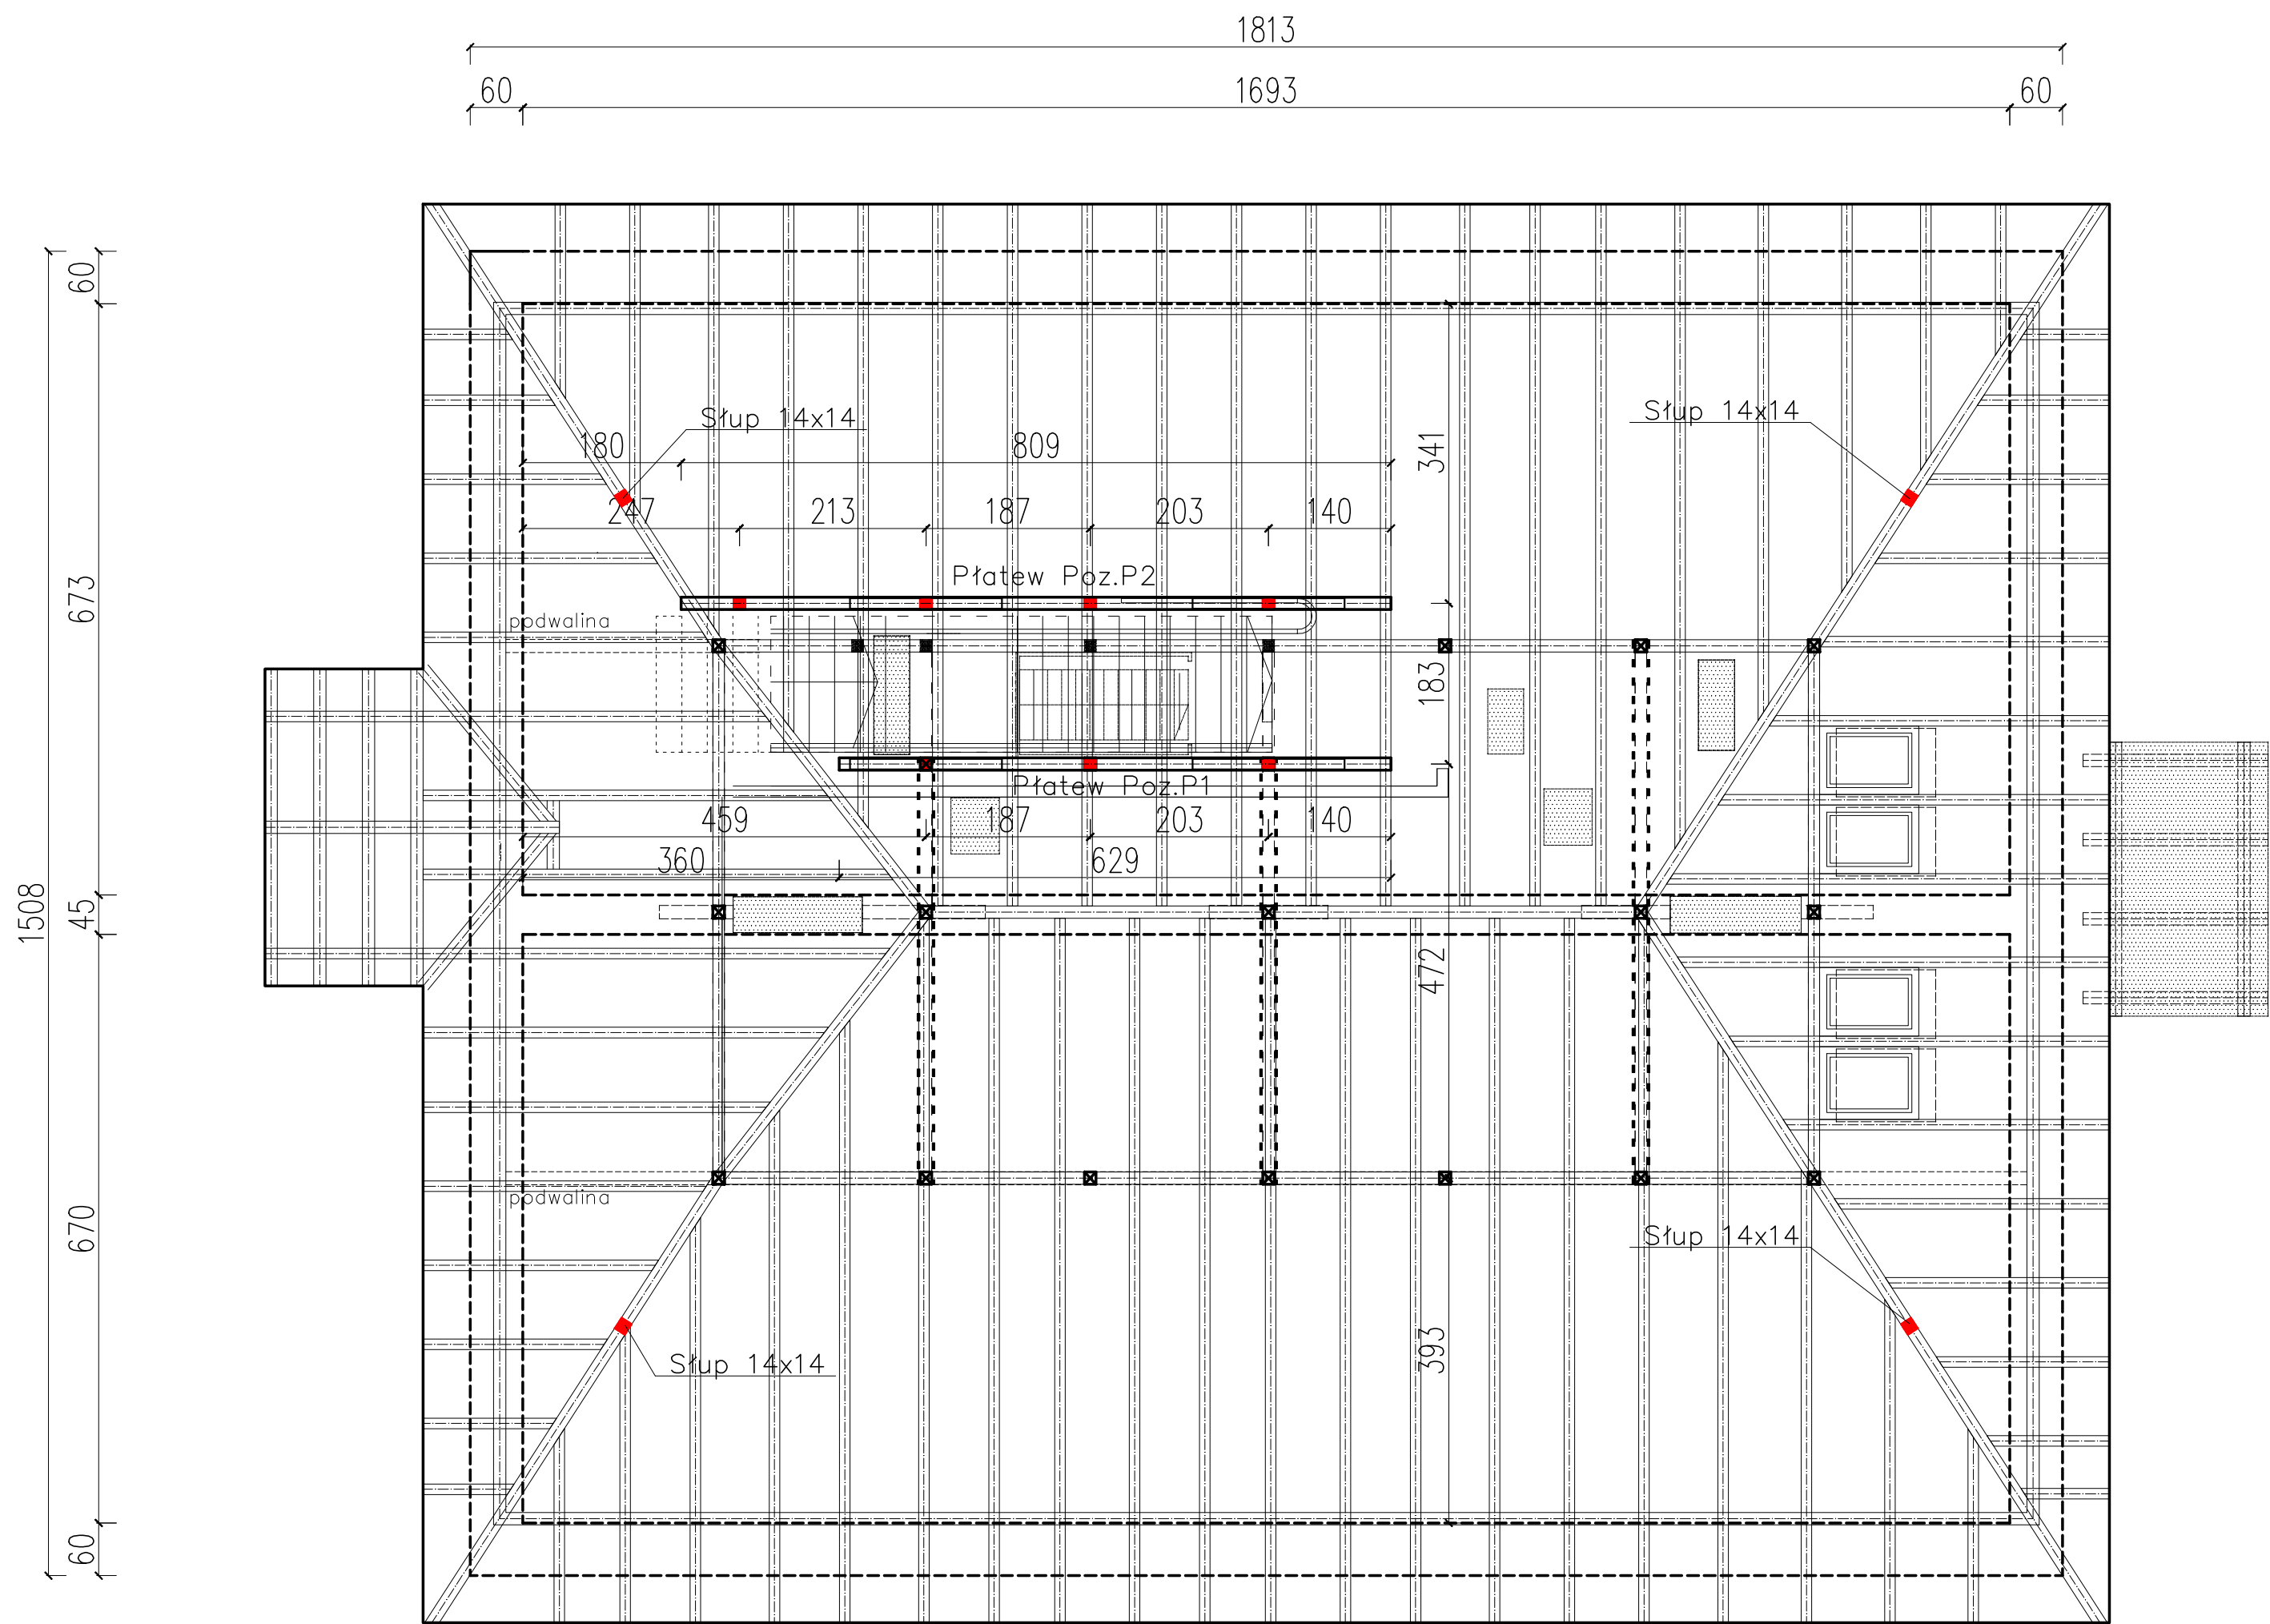 1813
60 1693 60
60
Słup 14x14
Słup 14x14
180 809
341
247 213 187 203 140
Płatew Poz.P2
673
podwalina
183
Płatew Poz.P1
459 187 203 140
360 629
1508
45
472
podwalina
670
Słup 14x14
393
Słup 14x14
60